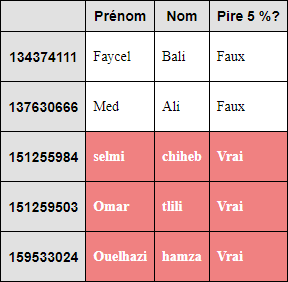 Prénom Nom Pire 5 %?
134374111 Faycel Bali Faux
137630666 Med Ali Faux
151255984 selmi chiheb Vrai
151259503 Omar tlili Vrai
159533024 Ouelhazi hamza Vrai